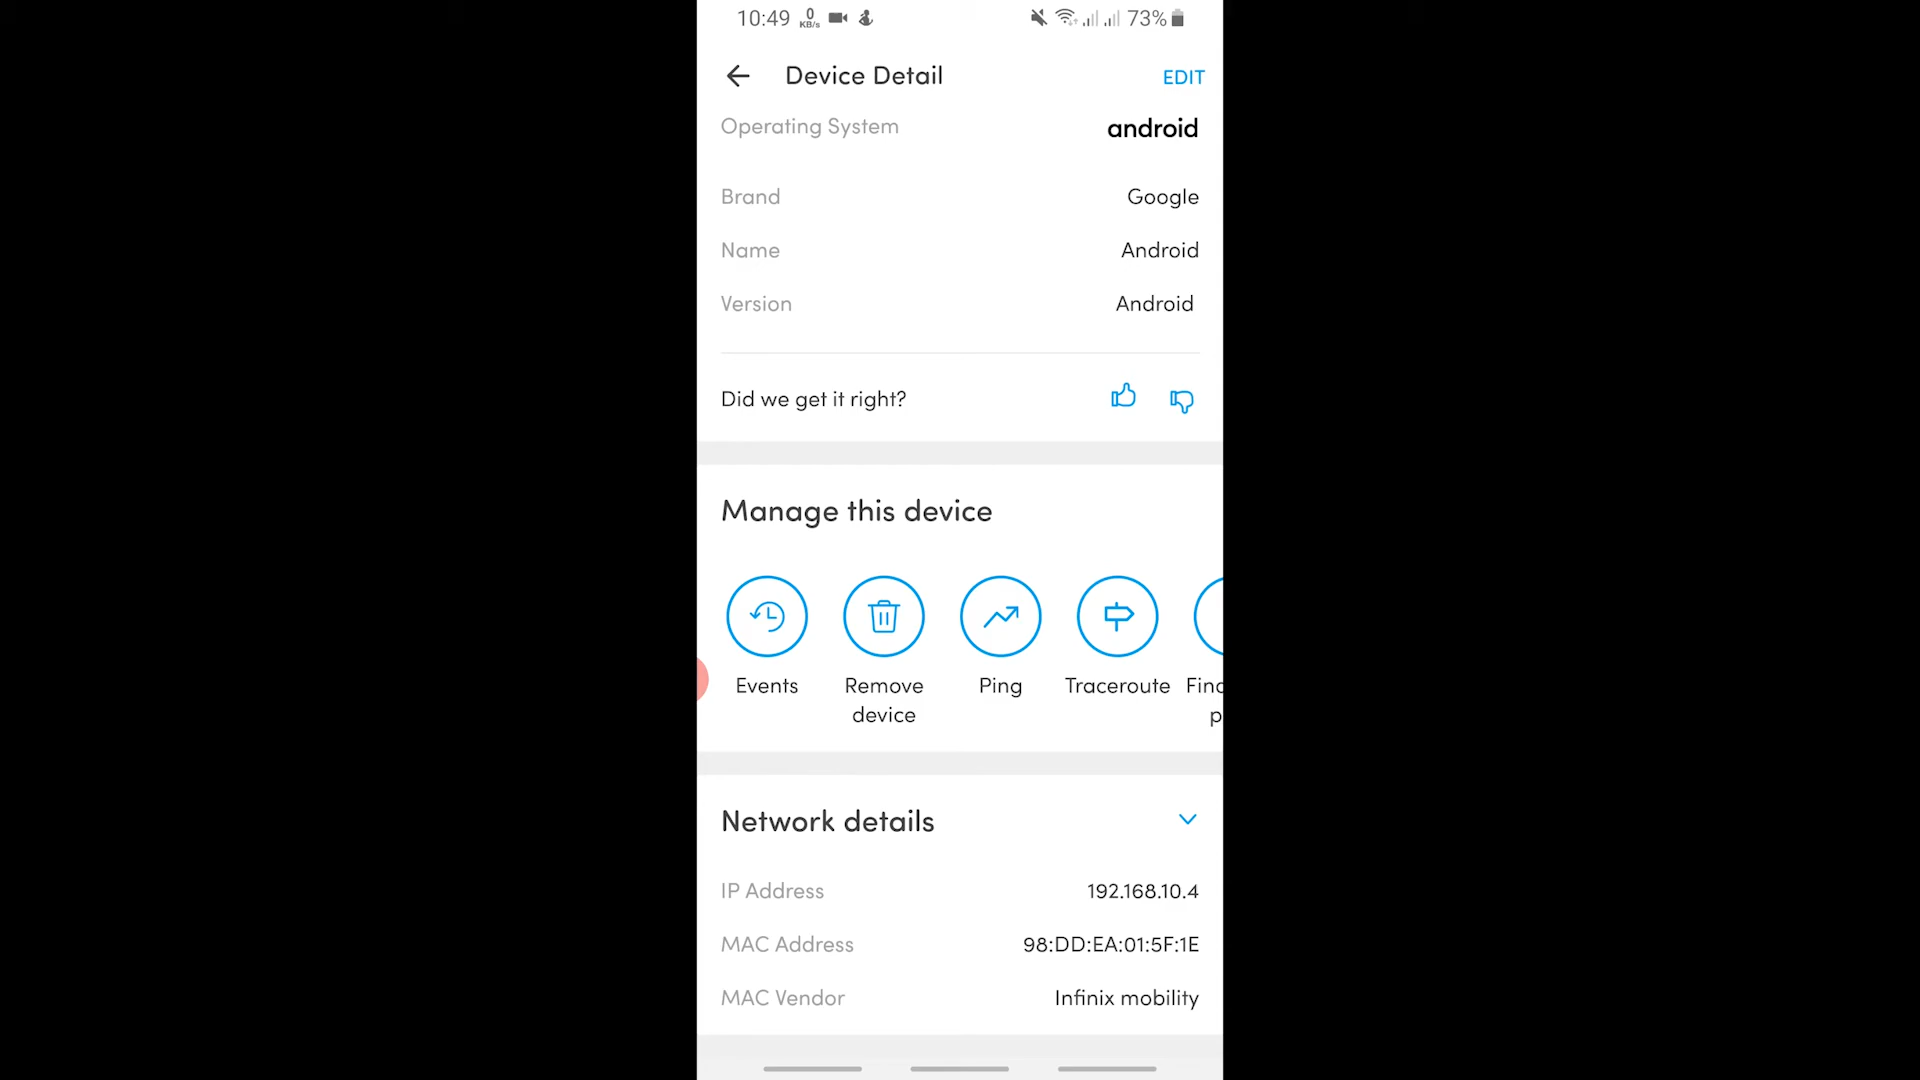 10:49 0 KB/s 73%
Device Detail EDIT
Operating System android
Brand Google
Name Android
Version Android
Did we get it right?
Manage this device
Events Remove device Ping Traceroute
Network details
IP Address 192.168.10.4
MAC Address 98:DD:EA:01:5F:1E
MAC Vendor Infinix mobility